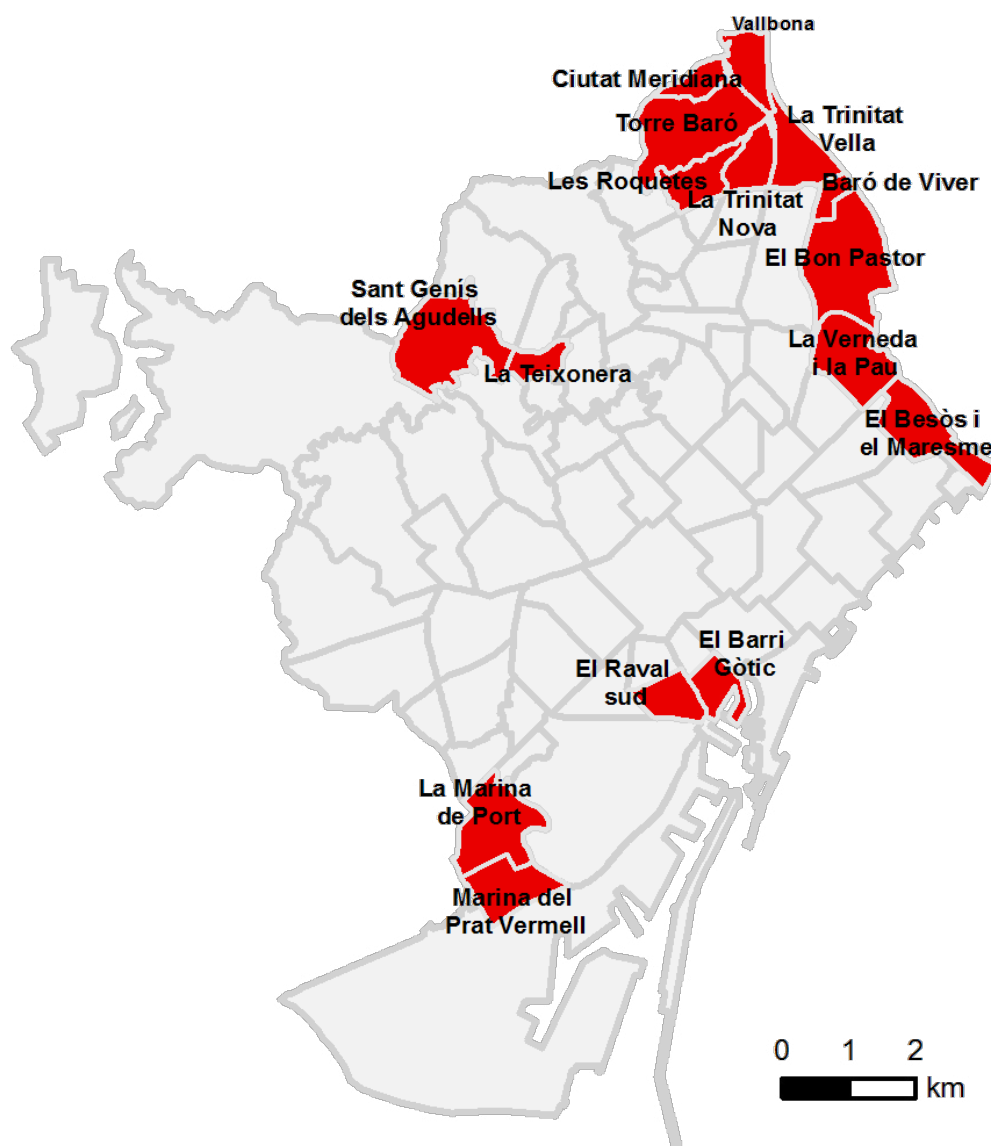 Vallbona
Ciutat Meridiana
La Trinitat
Vella
Torre Baró
Les Roquetes
Baró de Viver
La Trinitat
Nova
El Bon Pastor
Sant Genís
dels Agudells
La Verneda
i la Pau
La Teixonera
El Besòs i
el Maresme
El Barri
Gòtic
El Raval
sud
La Marina
de Port
Marina del
Prat Vermell
0 1 2
km